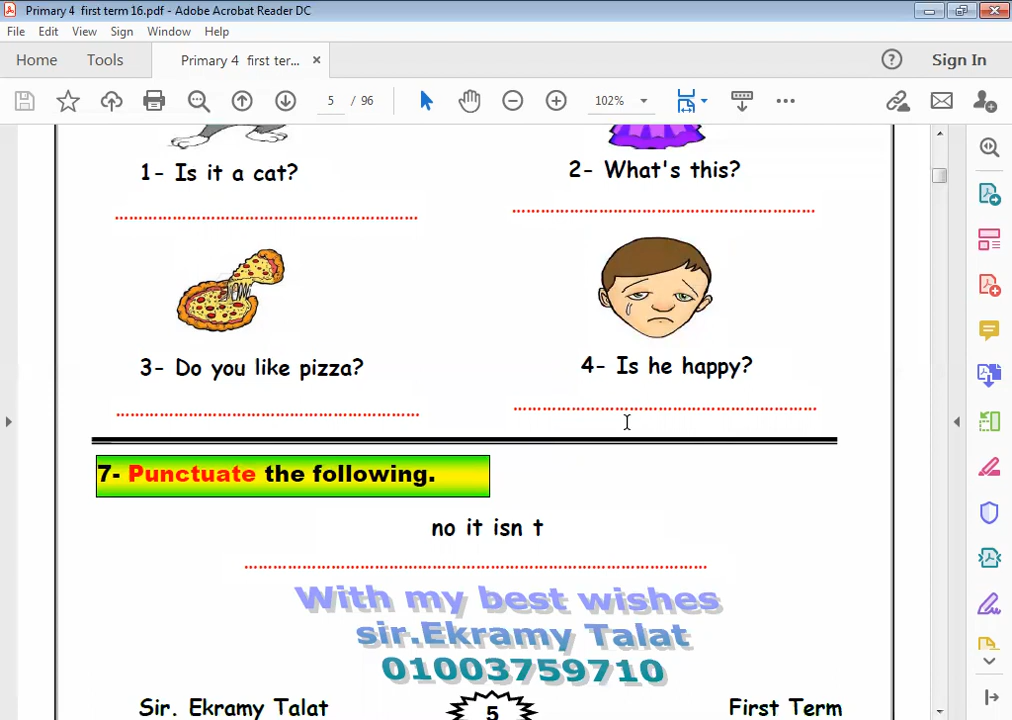 Primary 4 first term 16.pdf - Adobe Acrobat Reader DC
File Edit View Sign Window Help
Home Tools Primary 4 first ter... × ? Sign In
5 / 96 102%
1- Is it a cat? 2- What's this?
3- Do you like pizza? 4- Is he happy?
7- Punctuate the following.
no it isn t
With my best wishes
sir.Ekramy Talat
01003759710
Sir. Ekramy Talat 5 First Term